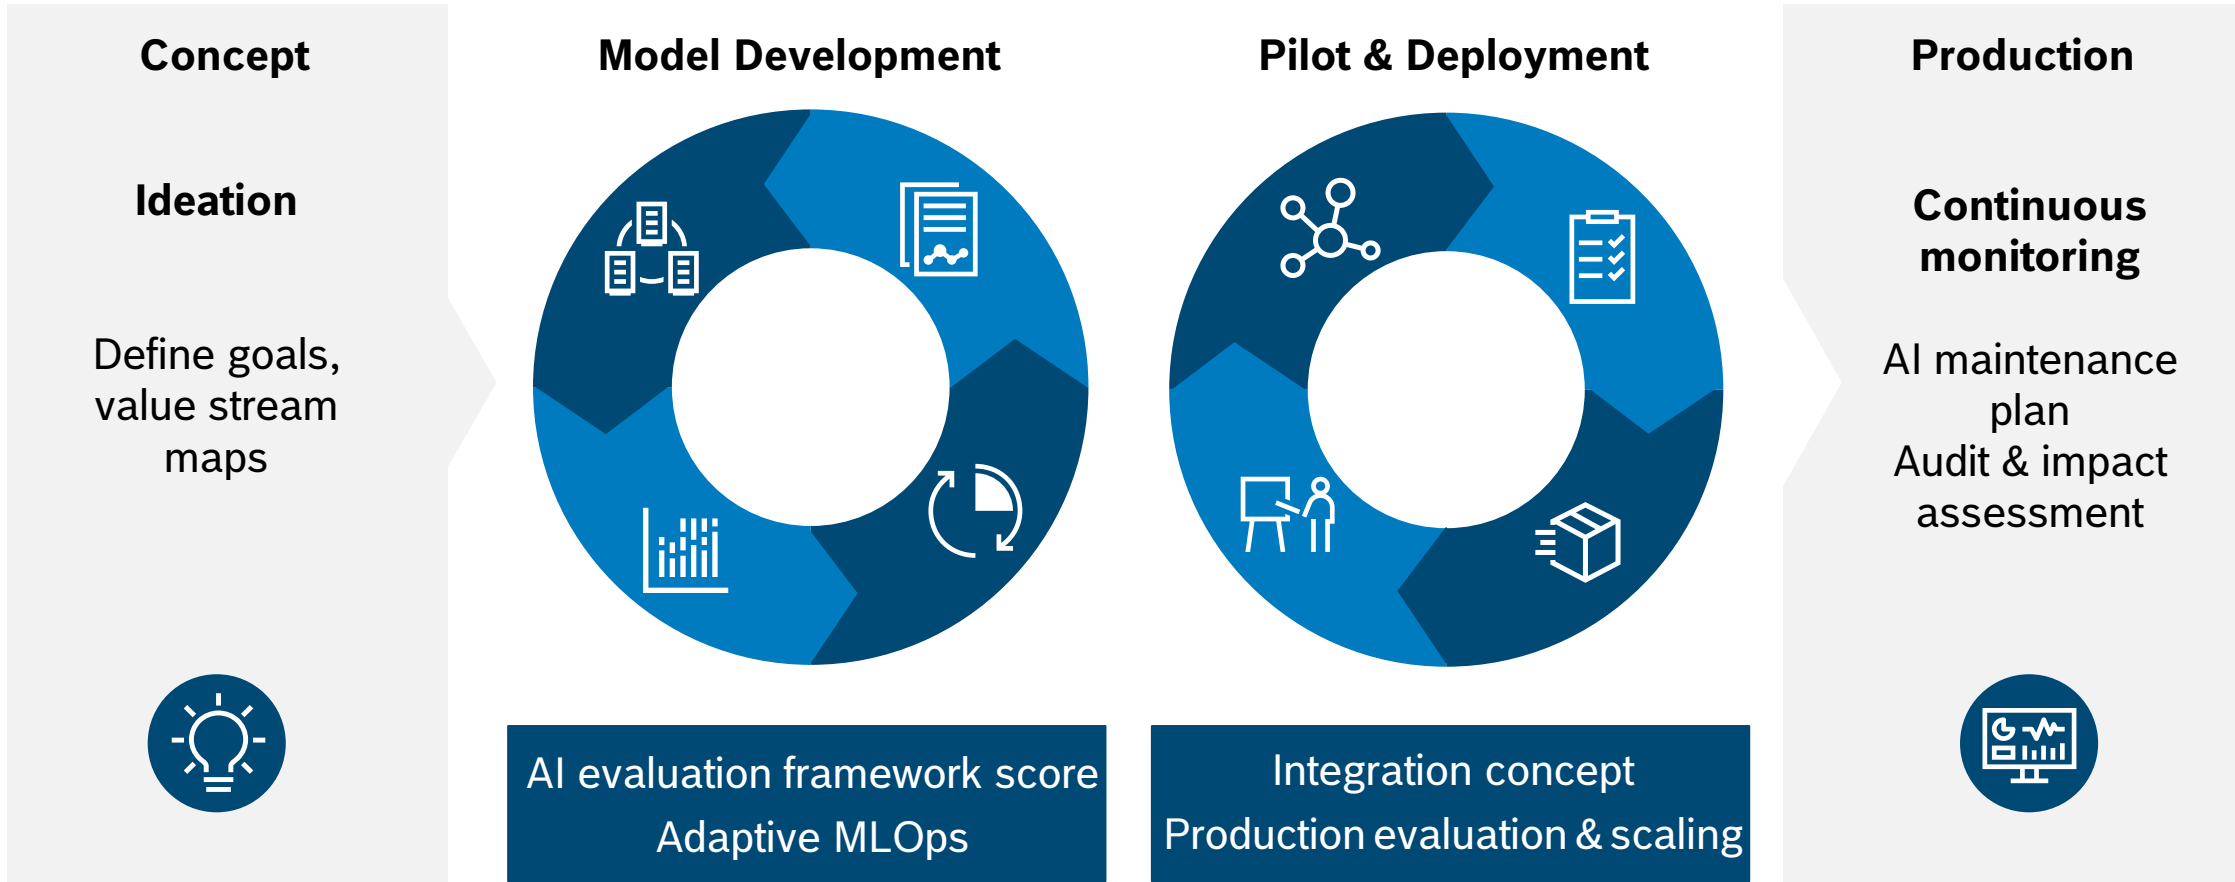 Concept
Ideation
Define goals,
value stream
maps
Model Development
AI evaluation framework score
Adaptive MLOps
Pilot & Deployment
Integration concept
Production evaluation & scaling
Production
Continuous
monitoring
AI maintenance
plan
Audit & impact
assessment